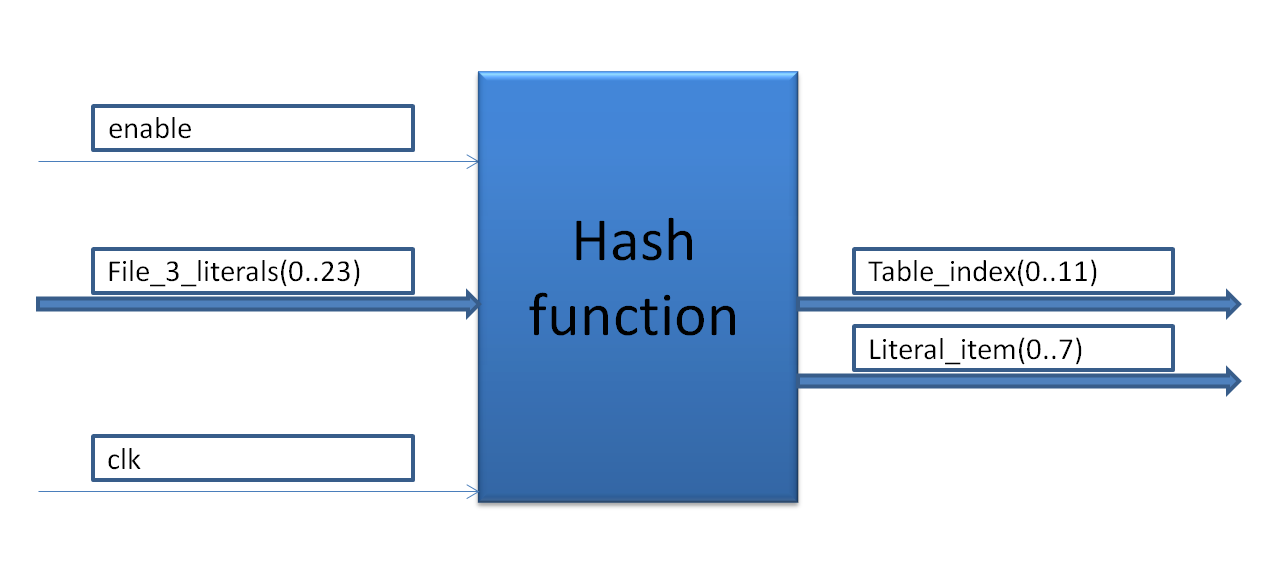 enable
File_3_literals(0..23)
clk
Hash
function
Table_index(0..11)
Literal_item(0..7)